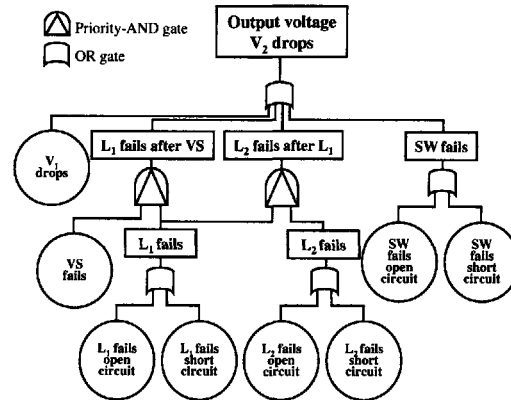 Priority-AND gate
OR gate
Output voltage
V₂ drops
V₁
drops
L₁ fails after VS
L₂ fails after L₁
SW fails
VS
fails
L₁ fails
L₂ fails
SW
fails
open
circuit
SW
fails
short
circuit
L₁ fails
open
circuit
L₁ fails
short
circuit
L₂ fails
open
circuit
L₂ fails
short
circuit